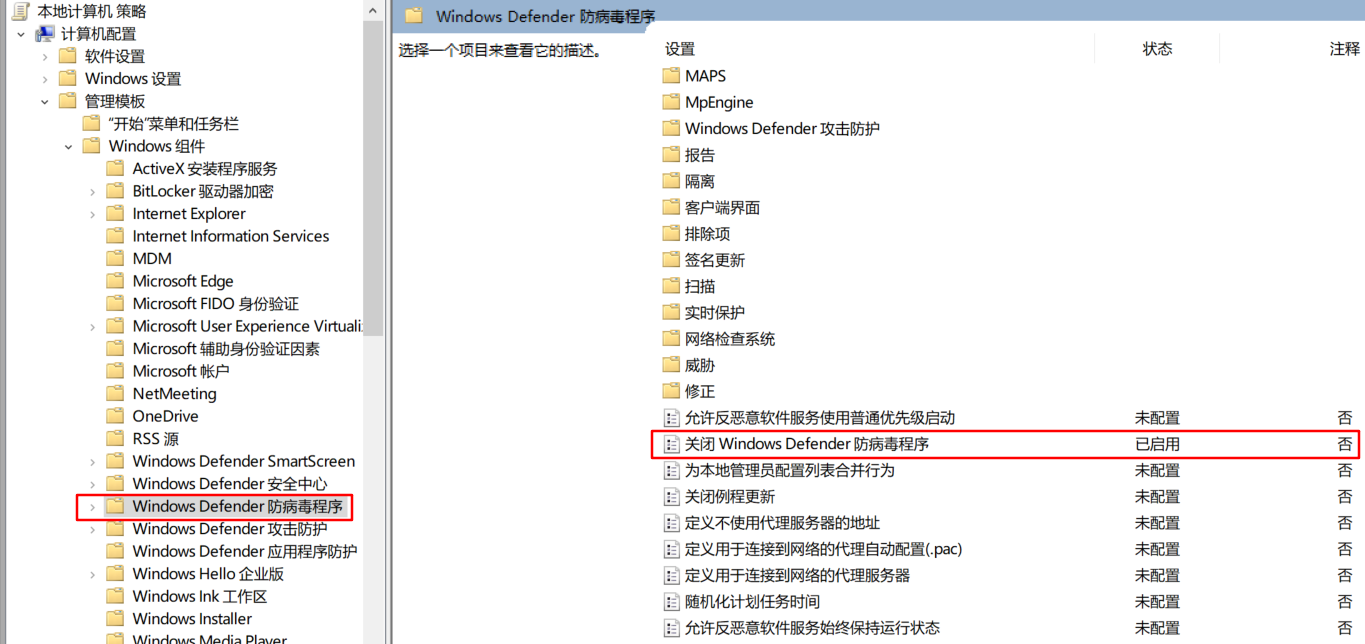 本地计算机 策略
计算机配置
软件设置
Windows 设置
管理模板
“开始”菜单和任务栏
Windows 组件
ActiveX 安装程序服务
BitLocker 驱动器加密
Internet Explorer
Internet Information Services
MDM
Microsoft Edge
Microsoft FIDO 身份验证
Microsoft User Experience Virtuali
Microsoft 辅助身份验证因素
Microsoft 帐户
NetMeeting
OneDrive
RSS 源
Windows Defender SmartScreen
Windows Defender 安全中心
Windows Defender 防病毒程序
Windows Defender 攻击防护
Windows Defender 应用程序防护
Windows Hello 企业版
Windows Ink 工作区
Windows Installer
Windows Media Player
Windows Defender 防病毒程序
选择一个项目来查看它的描述。
设置 状态 注释
MAPS
MpEngine
Windows Defender 攻击防护
报告
隔离
客户端界面
排除项
签名更新
扫描
实时保护
网络检查系统
威胁
修正
允许反恶意软件服务使用普通优先级启动 未配置 否
关闭 Windows Defender 防病毒程序 已启用 否
为本地管理员配置列表合并行为 未配置 否
关闭例程更新 未配置 否
定义不使用代理服务器的地址 未配置 否
定义用于连接到网络的代理自动配置(.pac) 未配置 否
定义用于连接到网络的代理服务器 未配置 否
随机化计划任务时间 未配置 否
允许反恶意软件服务始终保持运行状态 未配置 否